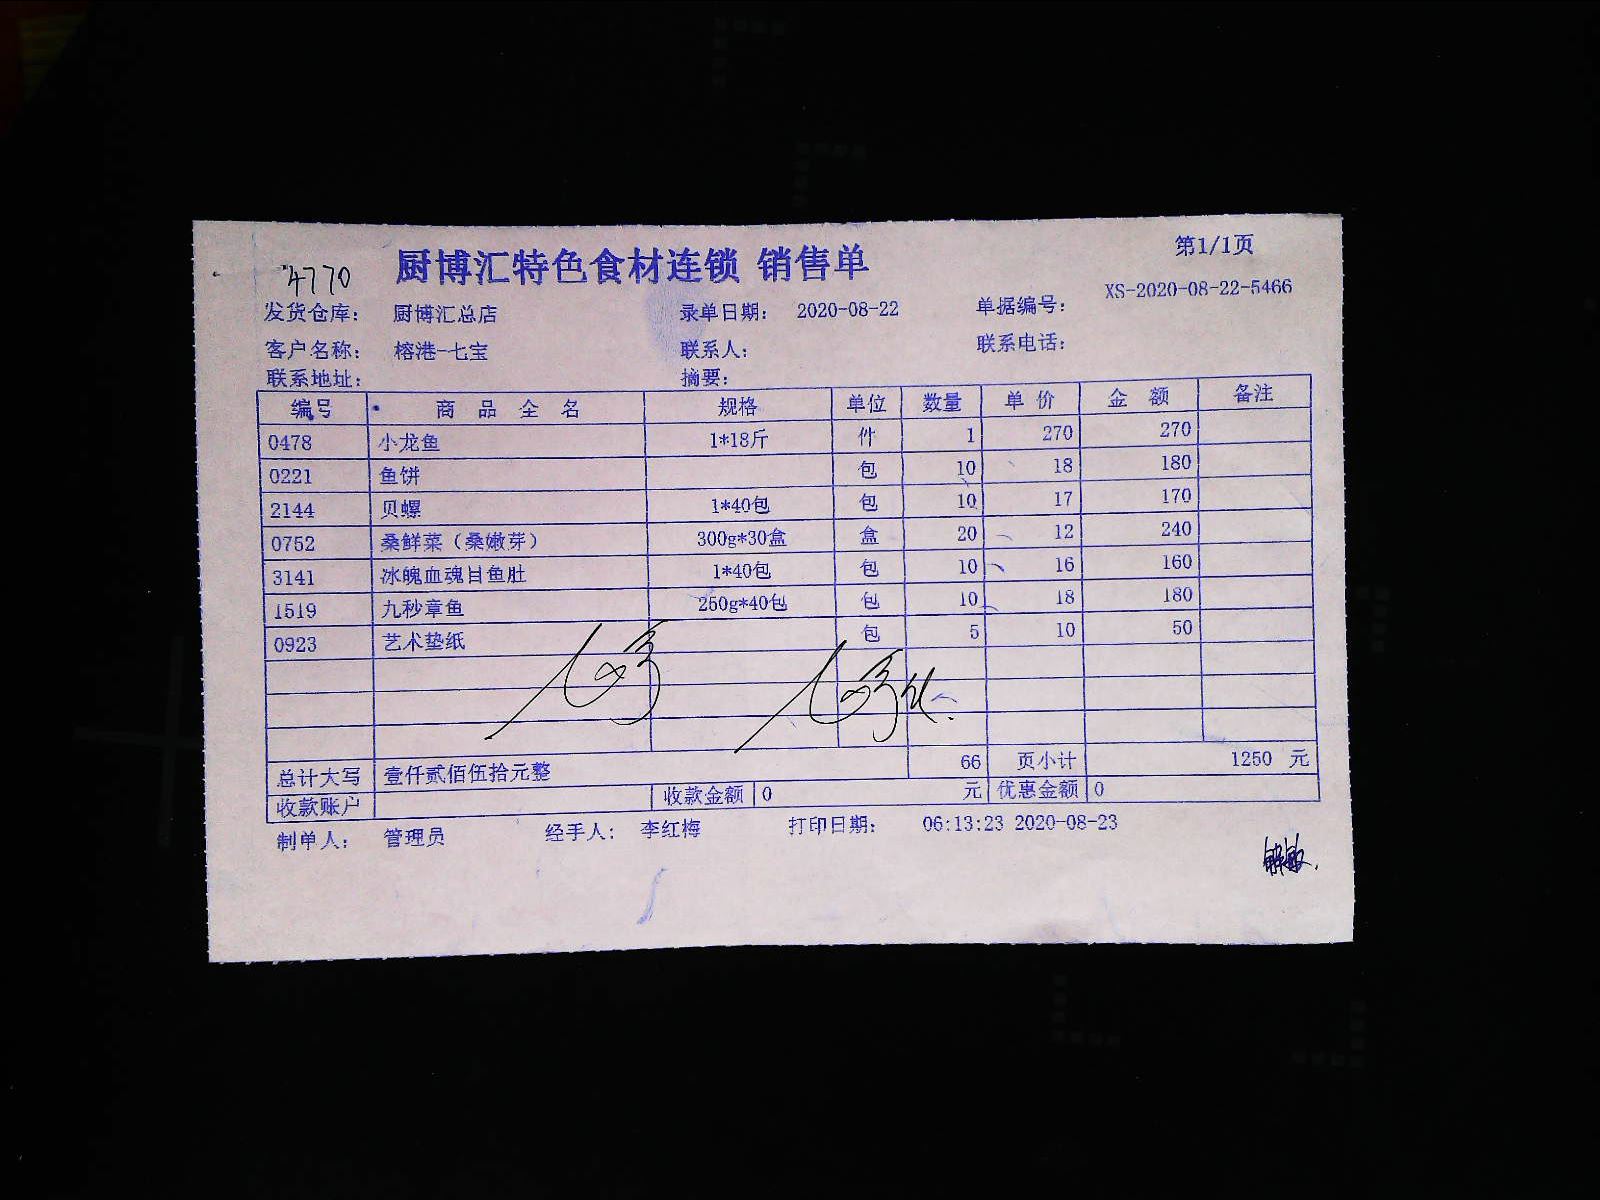 第1/1页
4770 厨博汇特色食材连锁 销售单
发货仓库： 厨博汇总店 录单日期： 2020-08-22 单据编号： XS-2020-08-22-5466
客户名称： 榕港-七宝 联系人： 联系电话：
联系地址： 摘要：
编号 商品全名 规格 单位 数量 单价 金额 备注
0478 小龙鱼 1*18斤 件 1 270 270
0221 鱼饼 包 10 18 180
2144 贝螺 1*40包 包 10 17 170
0752 桑鲜菜（桑嫩芽） 300g*30盒 盒 20 12 240
3141 冰魄血魂目鱼肚 1*40包 包 10 16 160
1519 九秒章鱼 250g*40包 包 10 18 180
0923 艺术垫纸 包 5 10 50
66 页小计 1250 元
总计大写 壹仟贰佰伍拾元整
收款账户 收款金额 0 元 优惠金额 0
制单人： 管理员 经手人： 李红梅 打印日期： 06:13:23 2020-08-23